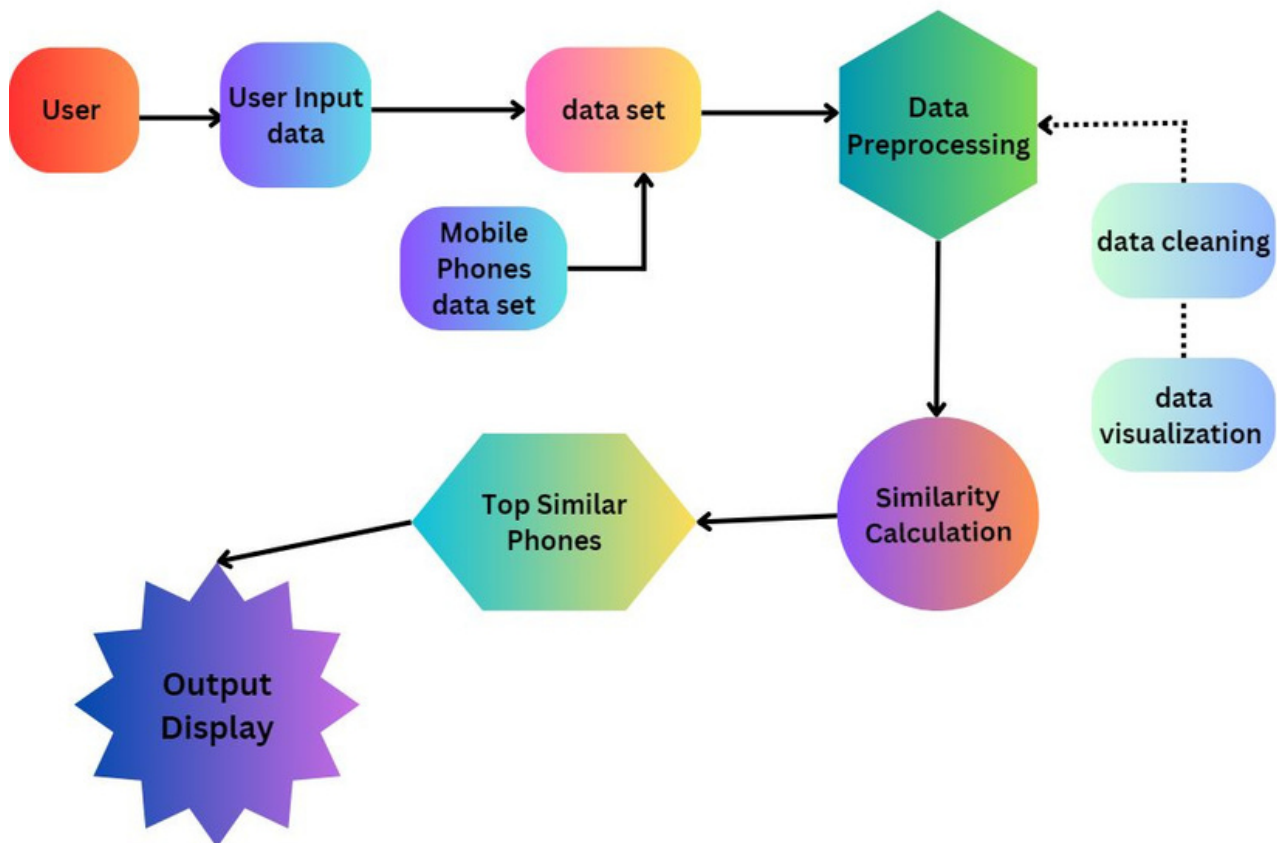 User
User Input
data
data set
Data
Preprocessing
Mobile
Phones
data set
data cleaning
data
visualization
Similarity
Calculation
Top Similar
Phones
Output
Display